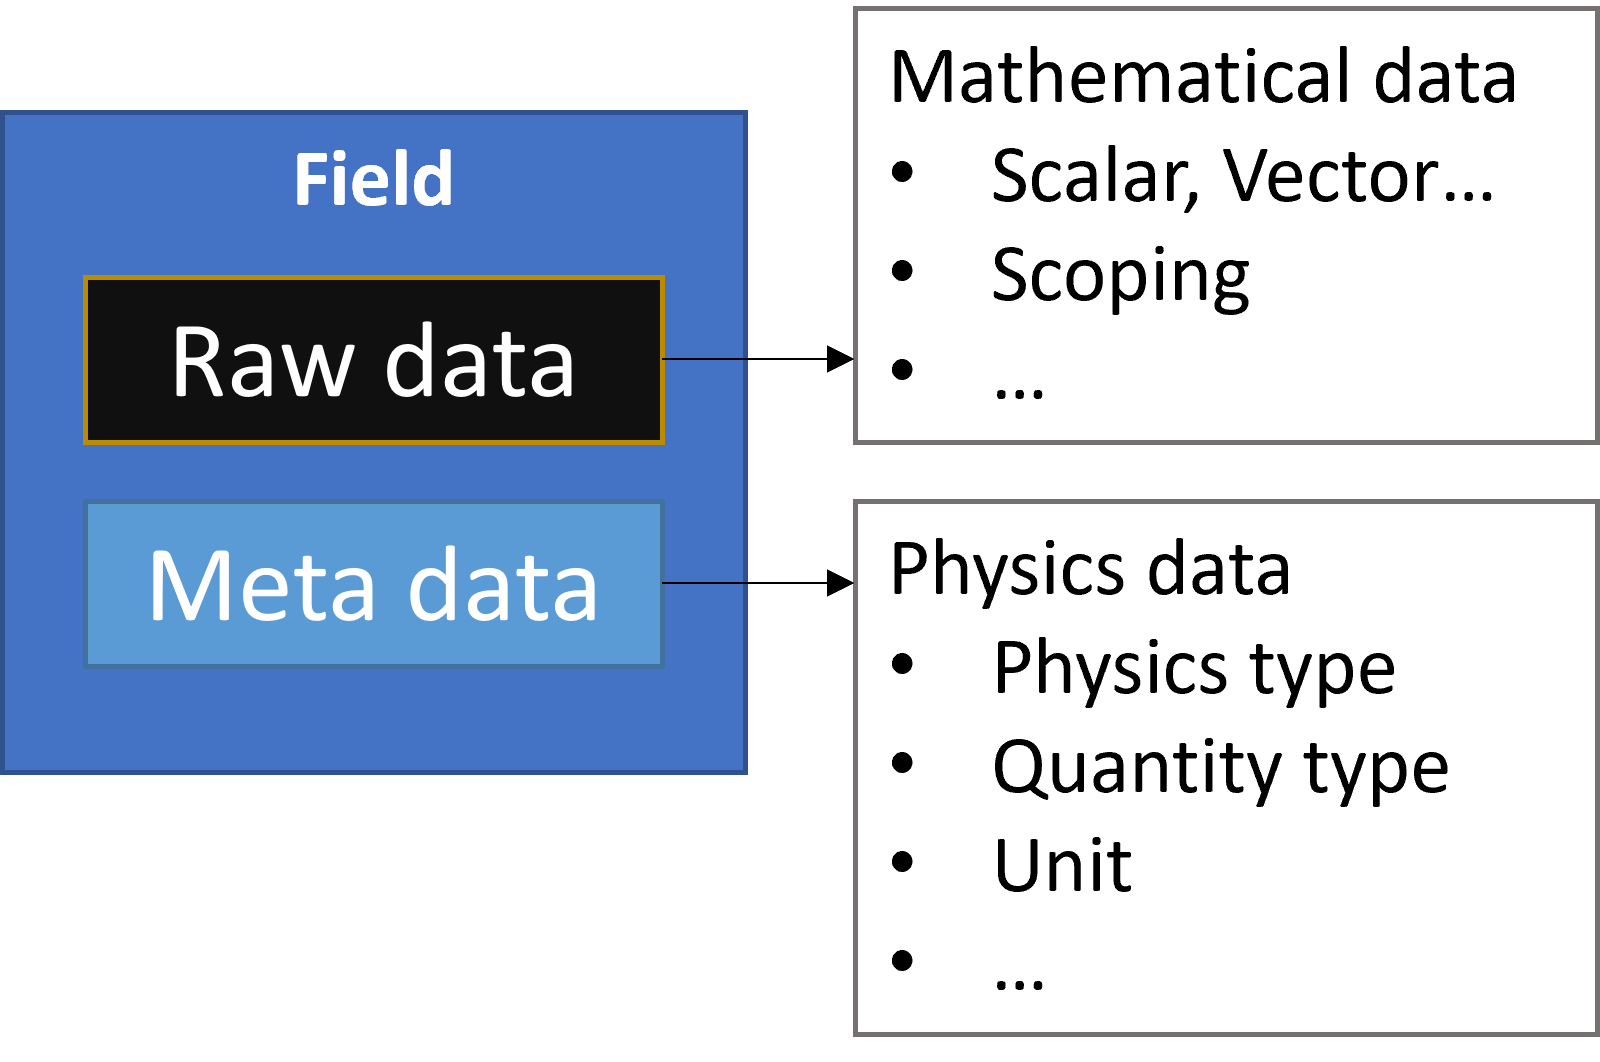 Field
Raw data
Meta data
Mathematical data
• Scalar, Vector...
• Scoping
• ...
Physics data
• Physics type
• Quantity type
• Unit
• ...